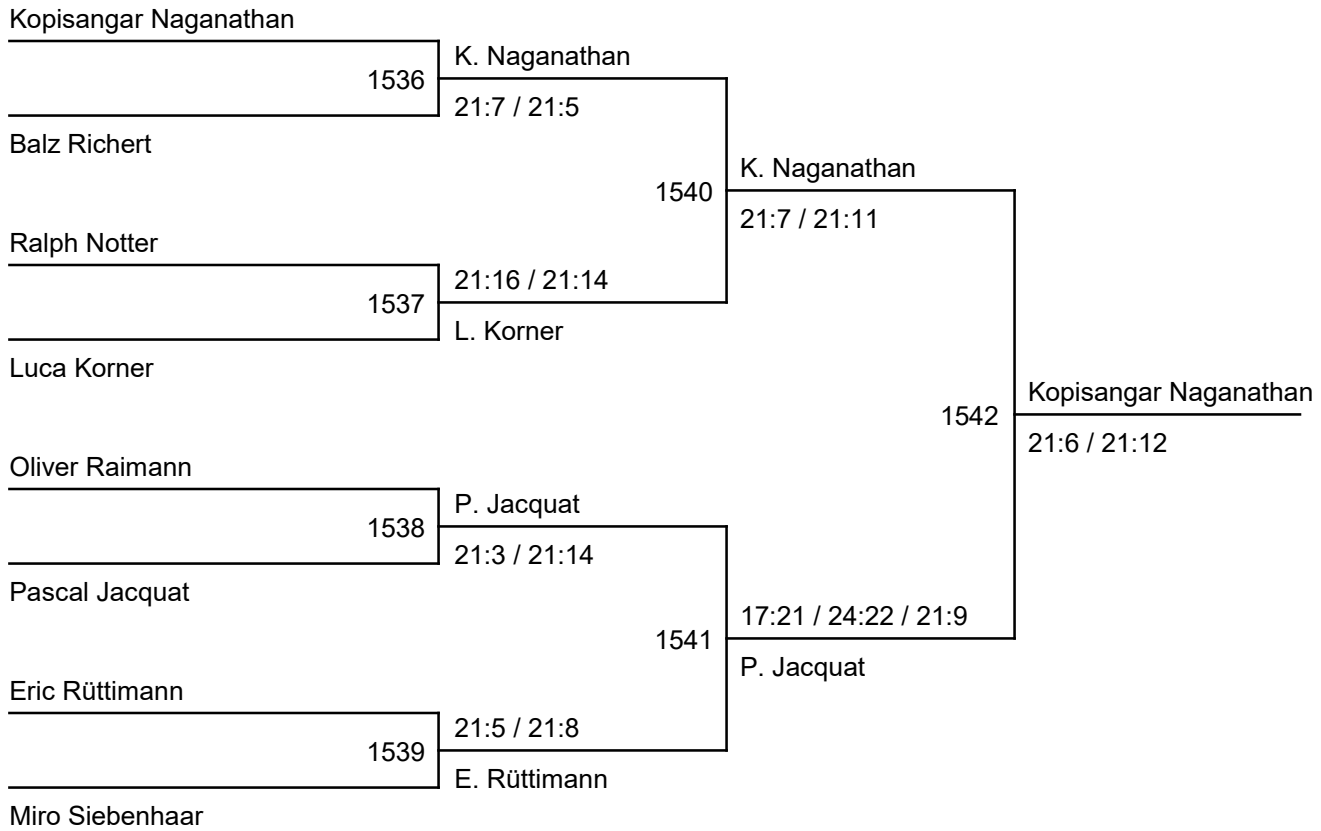 Kopisangar Naganathan
1536
K. Naganathan
21:7 / 21:5
Balz Richert
1540
K. Naganathan
21:7 / 21:11
Ralph Notter
1537
21:16 / 21:14
L. Korner
Luca Korner
1542
Kopisangar Naganathan
21:6 / 21:12
Oliver Raimann
1538
P. Jacquat
21:3 / 21:14
Pascal Jacquat
1541
17:21 / 24:22 / 21:9
P. Jacquat
Eric Rüttimann
1539
21:5 / 21:8
E. Rüttimann
Miro Siebenhaar